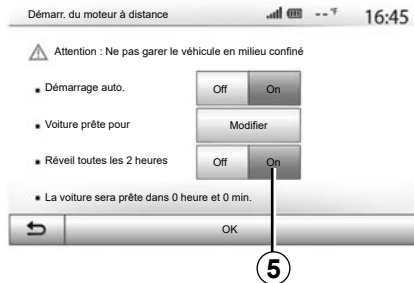 Démarr. du moteur à distance -- °F 16:45
Attention : Ne pas garer le véhicule en milieu confiné
Démarrage auto. Off On
Voiture prête pour Modifier
Réveil toutes les 2 heures Off On
La voiture sera prête dans 0 heure et 0 min.
OK
5